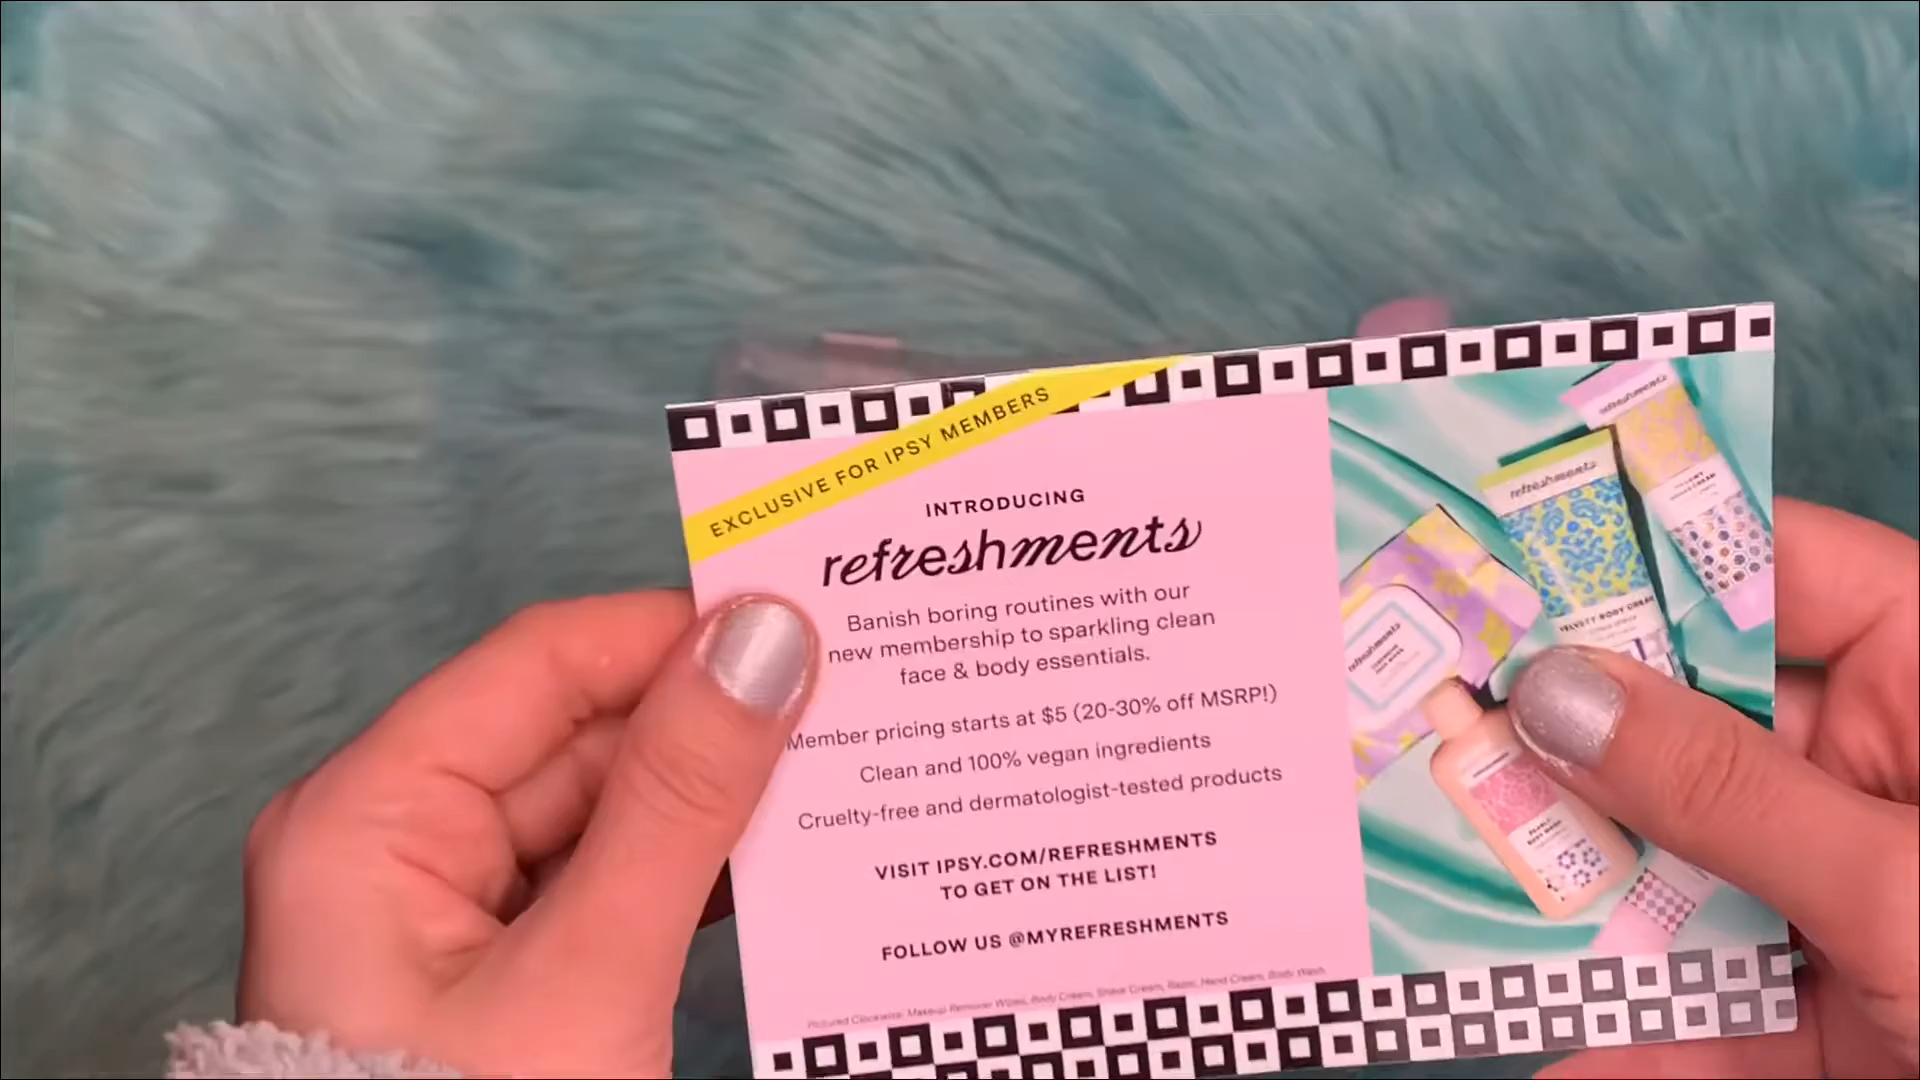 EXCLUSIVE FOR IPSY MEMBERS
INTRODUCING
refreshments
Banish boring routines with our
new membership to sparkling clean
face & body essentials.
Member pricing starts at $5 (20-30% off MSRP!)
Clean and 100% vegan ingredients
Cruelty-free and dermatologist-tested products
VISIT IPSY.COM/REFRESHMENTS
TO GET ON THE LIST!
FOLLOW US @MYREFRESHMENTS
Pictured Clockwise: Makeup Remover Wipes, Body Cream, Shave Cream, Razor, Hand Cream, Body Wash
refreshments
refreshments
VELVETY BODY CREAM
refreshments
BODY WASH